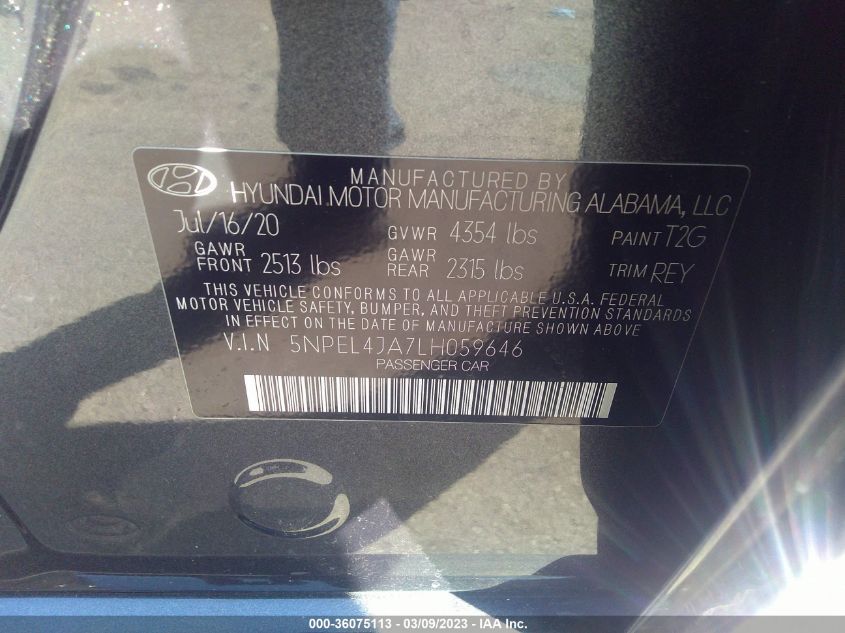 MANUFACTURED BY
HYUNDAI MOTOR MANUFACTURING ALABAMA, LLC
Jul/16/20 GVWR 4354 lbs PAINT T2G
GAWR FRONT 2513 lbs GAWR REAR 2315 lbs TRIM REY
THIS VEHICLE CONFORMS TO ALL APPLICABLE U.S.A. FEDERAL
MOTOR VEHICLE SAFETY, BUMPER, AND THEFT PREVENTION STANDARDS
IN EFFECT ON THE DATE OF MANUFACTURE SHOWN ABOVE
V.I.N 5NPEL4JA7LH059646
PASSENGER CAR
000-36075113 - 03/09/2023 - IAA Inc.